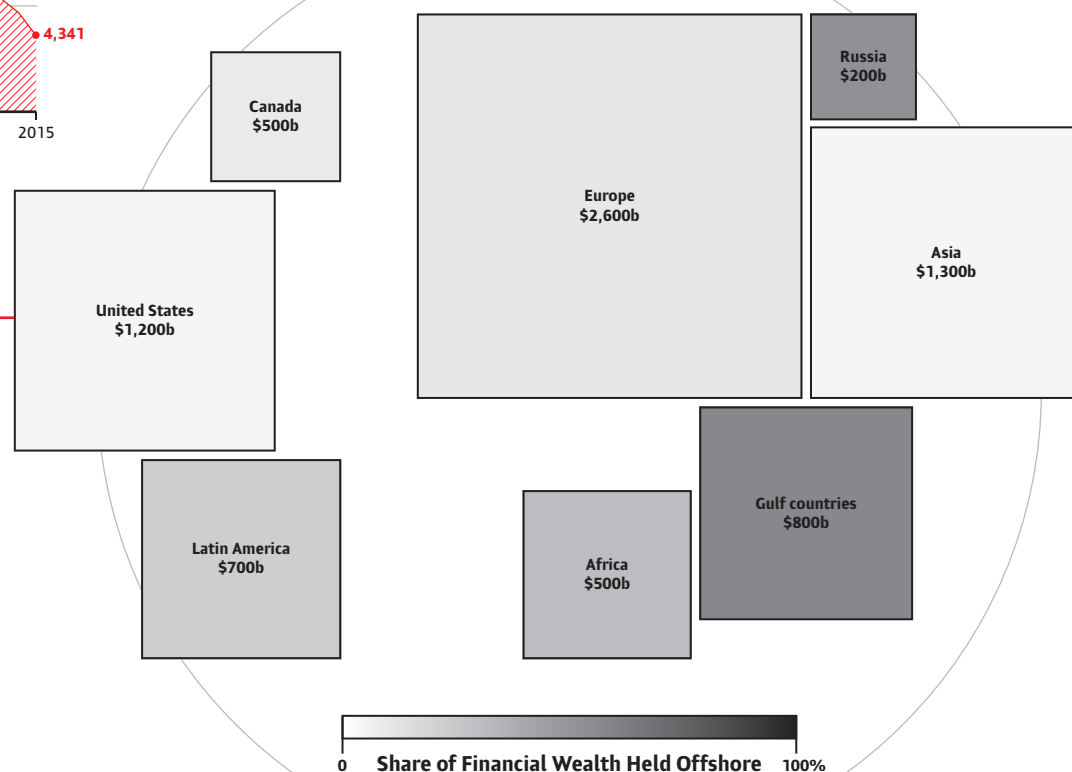 4,341
2015
Canada
$500b
Europe
$2,600b
Russia
$200b
United States
$1,200b
Asia
$1,300b
Latin America
$700b
Africa
$500b
Gulf countries
$800b
0
Share of Financial Wealth Held Offshore
100%